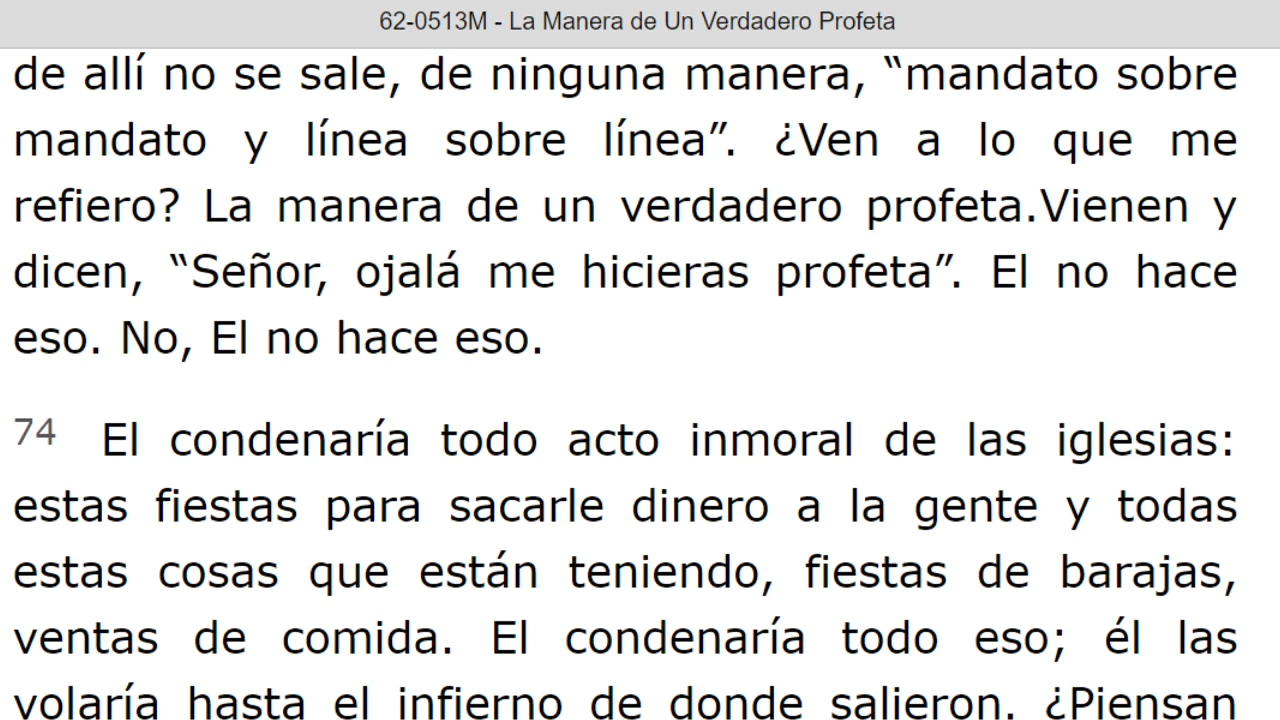 62-0513M - La Manera de Un Verdadero Profeta
de allí no se sale, de ninguna manera, “mandato sobre
mandato y línea sobre línea”. ¿Ven a lo que me
refiero? La manera de un verdadero profeta.Vienen y
dicen, “Señor, ojalá me hicieras profeta”. El no hace
eso. No, El no hace eso.
74 El condenaría todo acto inmoral de las iglesias:
estas fiestas para sacarle dinero a la gente y todas
estas cosas que están teniendo, fiestas de barajas,
ventas de comida. El condenaría todo eso; él las
volaría hasta el infierno de donde salieron. ¿Piensan